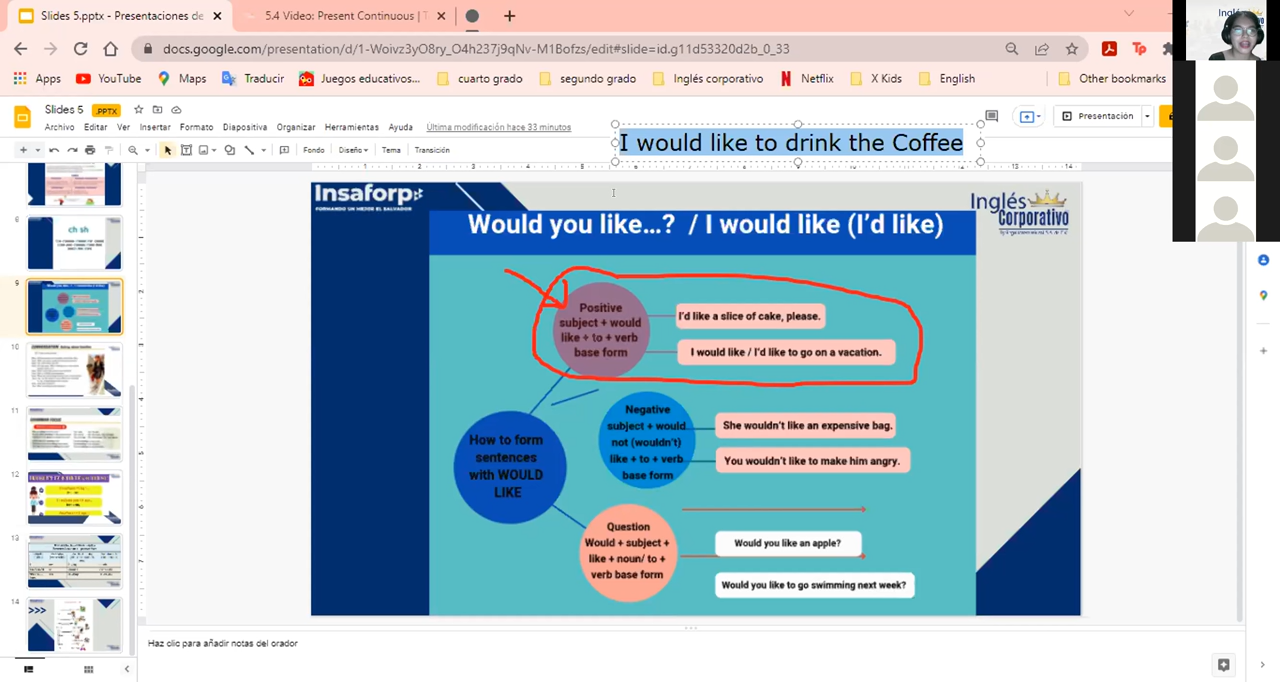 Slides 5.pptx - Presentaciones de
5.4 Video: Present Continuous | T
docs.google.com/presentation/d/1-Woivz3yO8ry_O4h237j9qNv-M1Bofzs/edit#slide=id.g11d53320d2b_0_33
Apps YouTube Maps Traducir Juegos educativos... cuarto grado segundo grado Inglés corporativo Netflix X Kids English Other bookmarks
Slides 5 .PPTX
Archivo Editar Ver Insertar Formato Diapositiva Organizar Herramientas Ayuda Última modificación hace 33 minutos
Presentación
I would like to drink the Coffee
Fondo Diseño Tema Transición
Insaforp
FORMANDO UN MEJOR EL SALVADOR
Inglés
Corporativo
Would you like...? / I would like (I'd like)
Positive
subject + would
like + to + verb
base form
I'd like a slice of cake, please.
I would like / I'd like to go on a vacation.
How to form
sentences
with WOULD
LIKE
Negative
subject + would
not (wouldn't)
like + to + verb
base form
She wouldn't like an expensive bag.
You wouldn't like to make him angry.
Question
Would + subject +
like + noun/ to +
verb base form
Would you like an apple?
Would you like to go swimming next week?
ch sh
9
10
11
12
13
14
Haz clic para añadir notas del orador